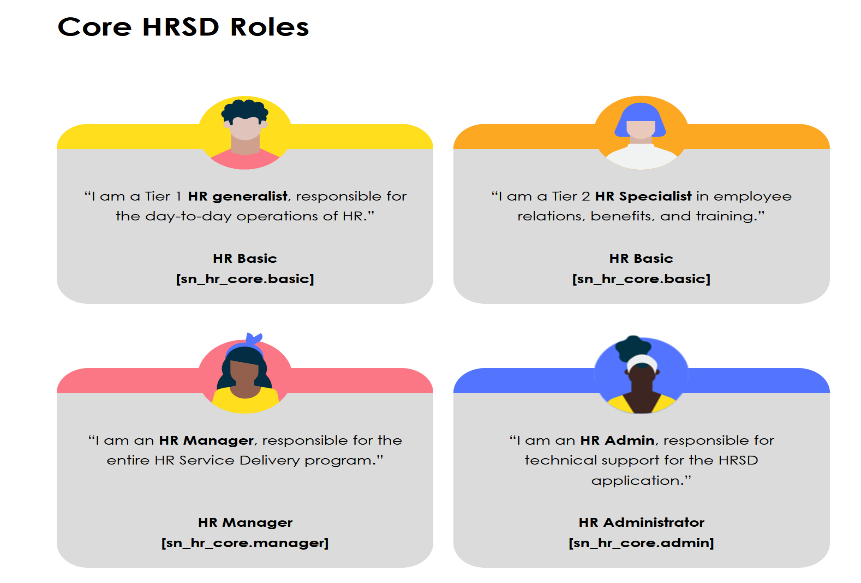 Core HRSD Roles
“I am a Tier 1 HR generalist, responsible for
the day-to-day operations of HR.”
HR Basic
[sn_hr_core.basic]
“I am a Tier 2 HR Specialist in employee
relations, benefits, and training.”
HR Basic
[sn_hr_core.basic]
“I am an HR Manager, responsible for the
entire HR Service Delivery program.”
HR Manager
[sn_hr_core.manager]
“I am an HR Admin, responsible for
technical support for the HRSD
application.”
HR Administrator
[sn_hr_core.admin]